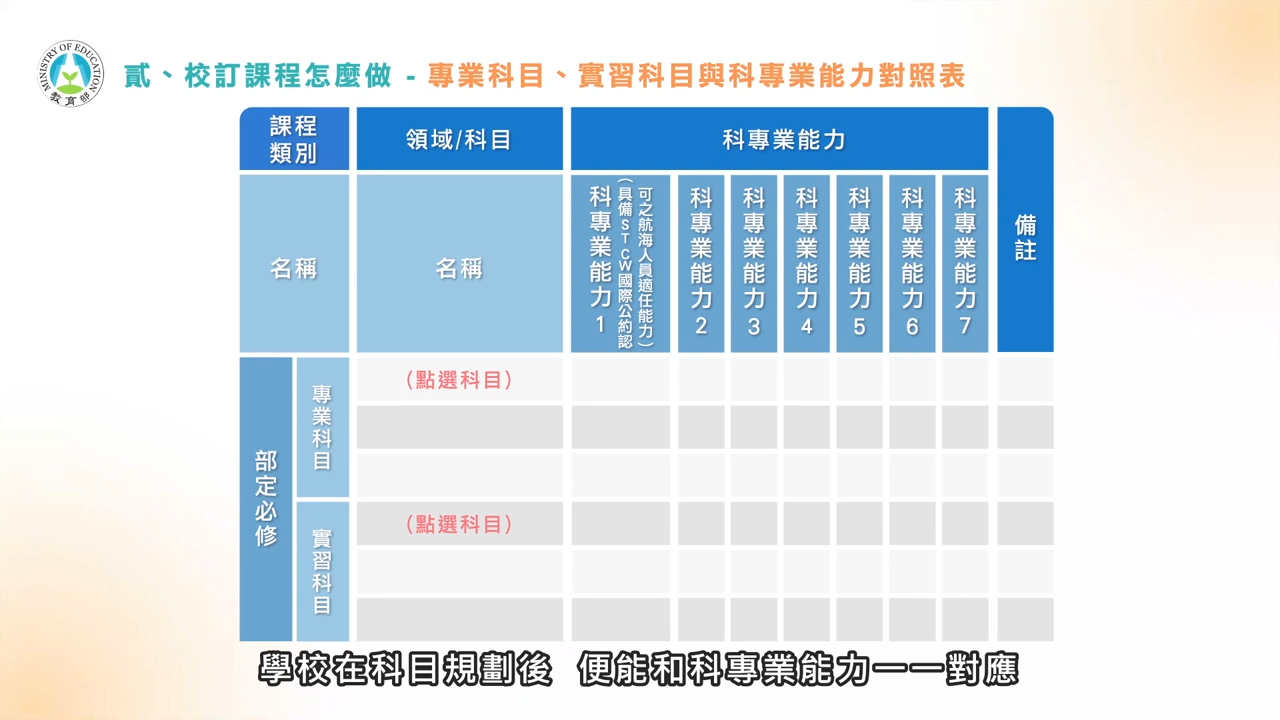 MINISTRY OF EDUCATION
教育部
貳、校訂課程怎麼做 - 專業科目、實習科目與科專業能力對照表
課程
類別
領域/科目
科專業能力
備註
名稱
名稱
科專業能力1
(具備STCW國際公約認
可之航海人員適任能力)
科專業能力2
科專業能力3
科專業能力4
科專業能力5
科專業能力6
科專業能力7
部定必修
專業科目
(點選科目)
實習科目
(點選科目)
學校在科目規劃後 便能和科專業能力一一對應